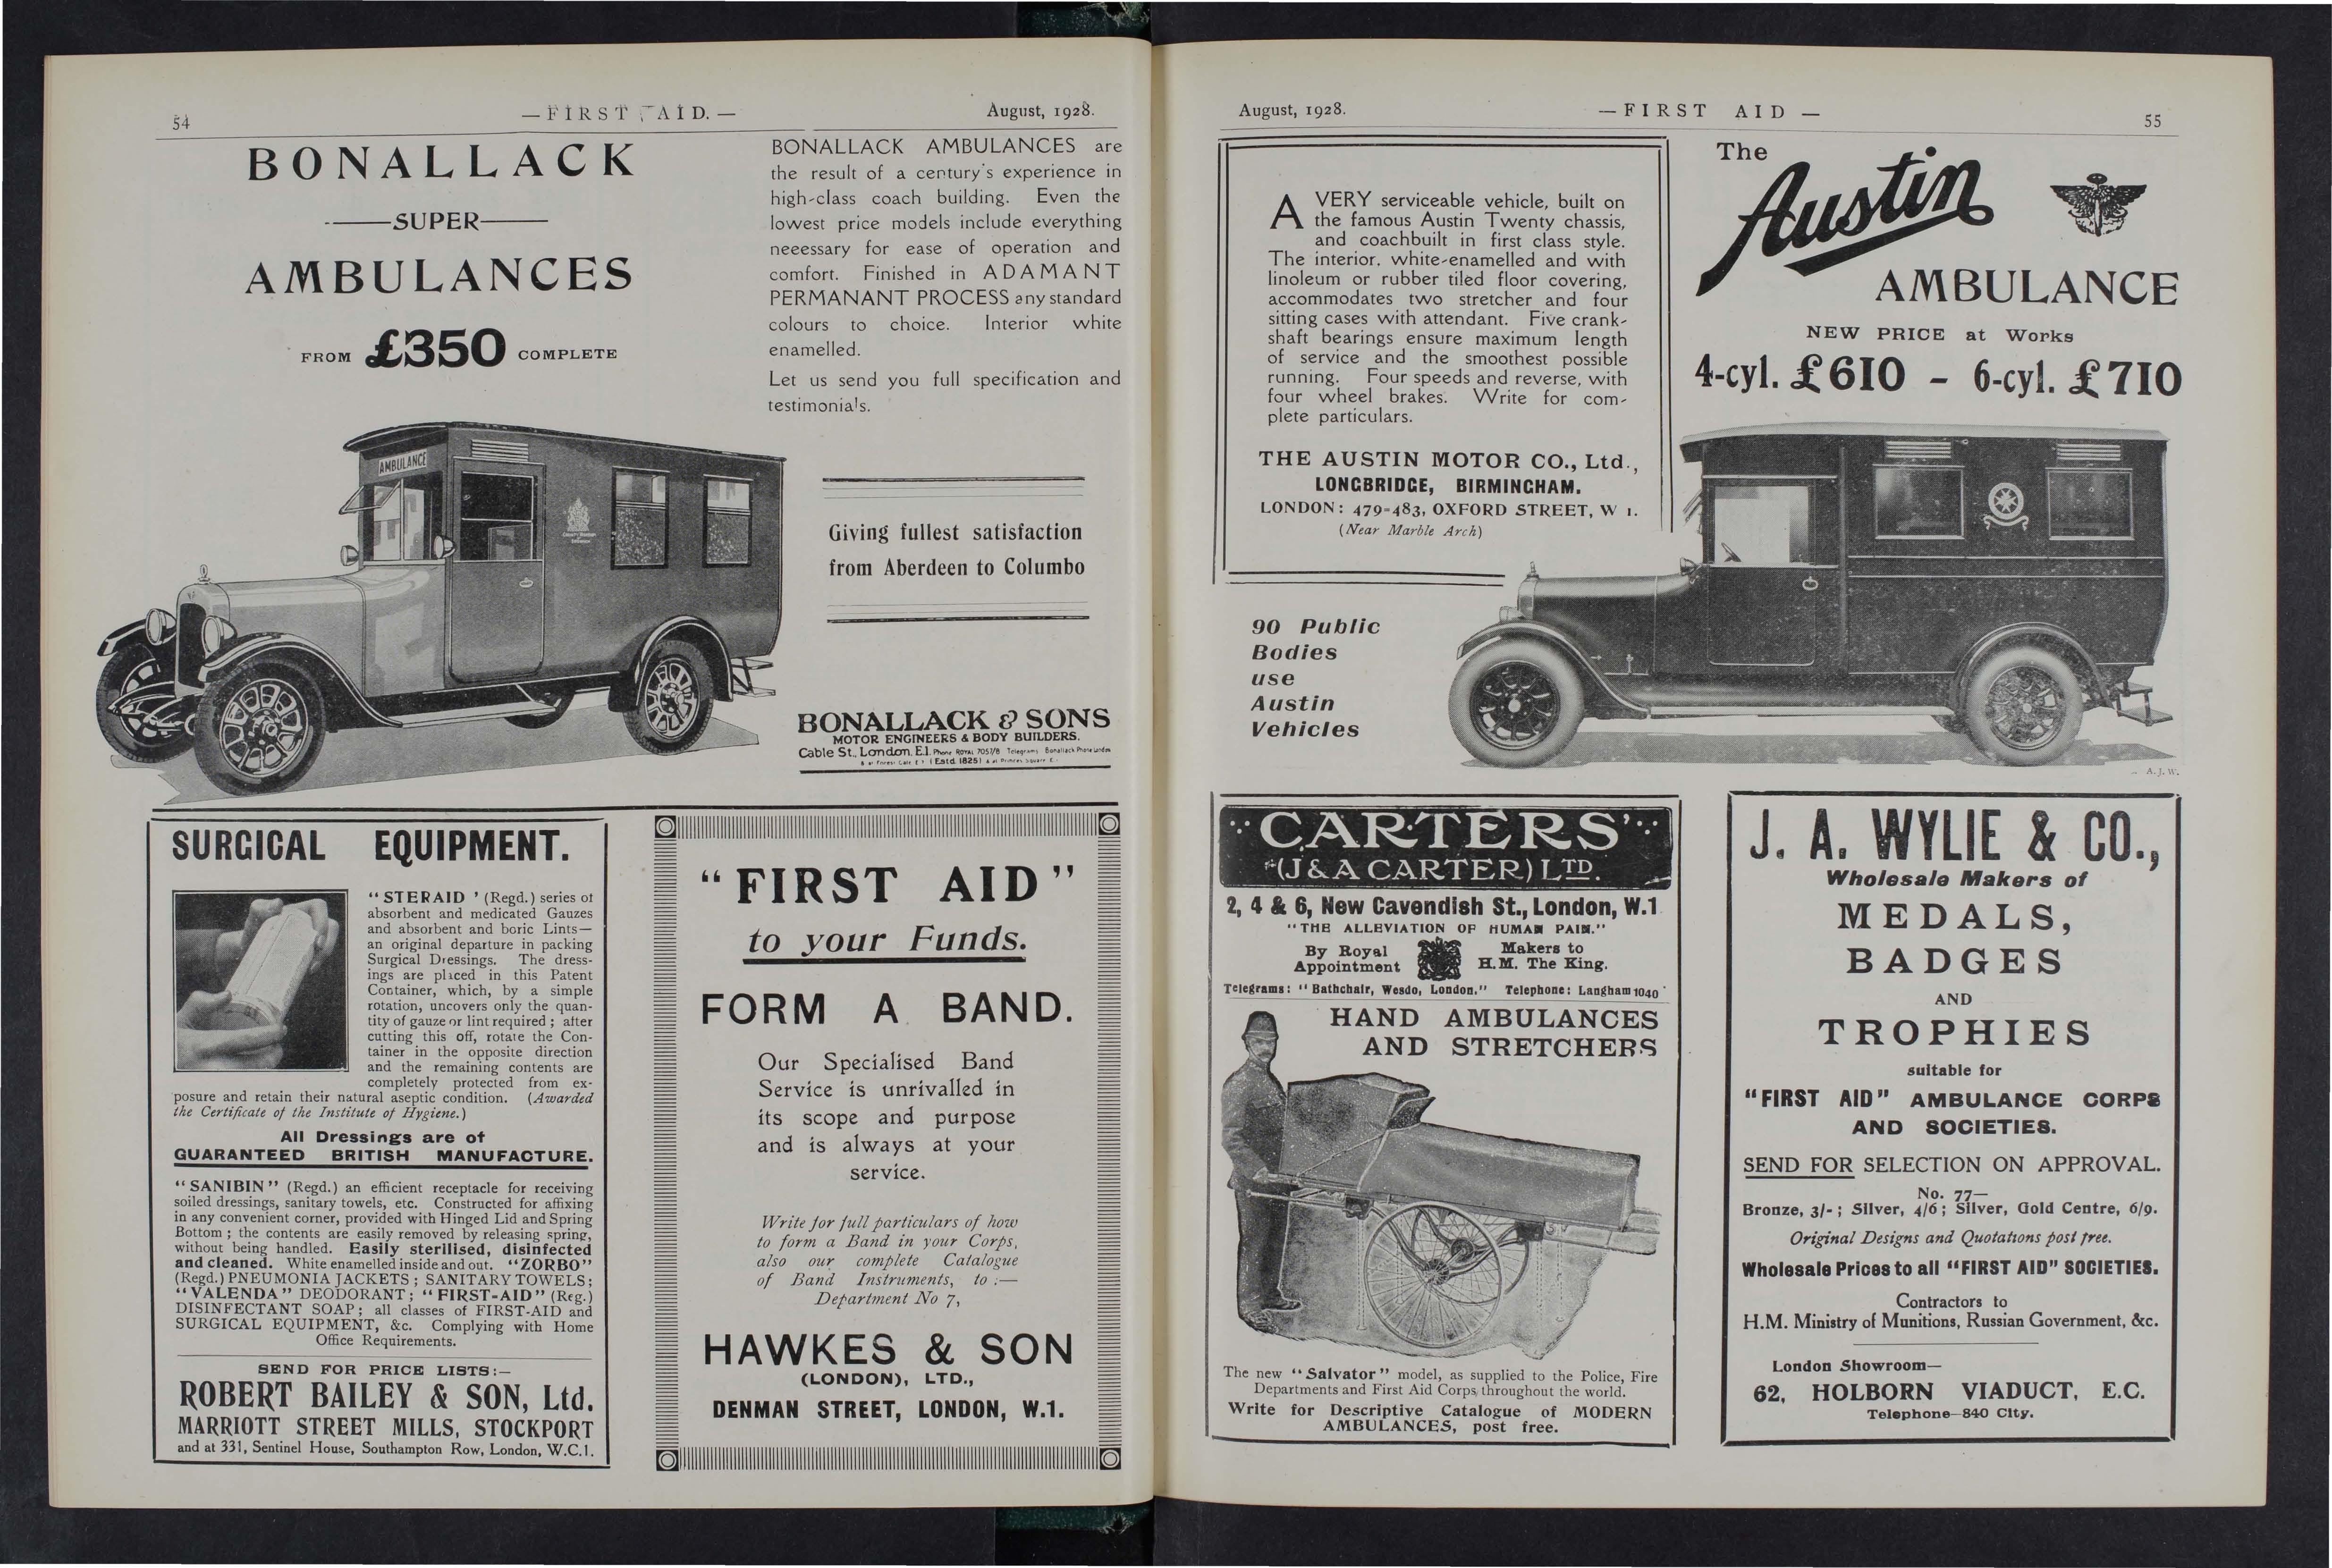 54
—FIRST AID.—
August, 1928.
BONALLACK
SUPER
AMBULANCES
FROM £350 COMPLETE
BONALLACK AMBULANCES are
the result of a century's experience in
high-class coach building. Even the
lowest price models include everything
neeessary for ease of operation and
comfort. Finished in ADAMANT
PERMANANT PROCESS any standard
colours to choice. Interior white
enamelled.
Let us send you full specification and
testimonials.
AMBULANCE
Giving fullest satisfaction
from Aberdeen to Columbo
BONALLACK & SONS
MOTOR ENGINEERS & BODY BUILDERS.
Cable St., London, E.1. Phone ROYAL 7057/8 Telegrams Bonallack Phone London
& at Forest Gate E.7 (Estd. 1825) & at Princes Square E.1
SURGICAL EQUIPMENT.
"STERAID' (Regd.) series of
absorbent and medicated Gauzes
and absorbent and boric Lints—
an original departure in packing
Surgical Dressings. The dress-
ings are placed in this Patent
Container, which, by a simple
rotation, uncovers only the quan-
tity of gauze or lint required ; after
cutting this off, rotate the Con-
tainer in the opposite direction
and the remaining contents are
completely protected from ex-
posure and retain their natural aseptic condition. (Awarded
the Certificate of the Institute of Hygiene.)
All Dressings are of
GUARANTEED BRITISH MANUFACTURE.
"SANIBIN" (Regd.) an efficient receptacle for receiving
soiled dressings, sanitary towels, etc. Constructed for affixing
in any convenient corner, provided with Hinged Lid and Spring
Bottom ; the contents are easily removed by releasing spring,
without being handled. Easily sterilised, disinfected
and cleaned. White enamelled inside and out. "ZORBO"
(Regd.) PNEUMONIA JACKETS ; SANITARY TOWELS;
"VALENDA" DEODORANT; "FIRST-AID" (Reg.)
DISINFECTANT SOAP; all classes of FIRST-AID and
SURGICAL EQUIPMENT, &c. Complying with Home
Office Requirements.
SEND FOR PRICE LISTS:—
ROBERT BAILEY & SON, Ltd.
MARRIOTT STREET MILLS, STOCKPORT
and at 331, Sentinel House, Southampton Row, London, W.C.1.
"FIRST AID"
to your Funds.
FORM A BAND.
Our Specialised Band
Service is unrivalled in
its scope and purpose
and is always at your
service.
Write for full particulars of how
to form a Band in your Corps,
also our complete Catalogue
of Band Instruments, to :—
Department No 7,
HAWKES & SON
(LONDON), LTD.,
DENMAN STREET, LONDON, W.1.
August, 1928.
— FIRST AID —
55
A VERY serviceable vehicle, built on
the famous Austin Twenty chassis,
and coachbuilt in first class style.
The interior, white-enamelled and with
linoleum or rubber tiled floor covering,
accommodates two stretcher and four
sitting cases with attendant. Five crank-
shaft bearings ensure maximum length
of service and the smoothest possible
running. Four speeds and reverse, with
four wheel brakes. Write for com-
plete particulars.
THE AUSTIN MOTOR CO., Ltd.,
LONGBRIDGE, BIRMINGHAM.
LONDON: 479-483, OXFORD STREET, W 1.
(Near Marble Arch)
The
Austin
AMBULANCE
NEW PRICE at Works
4-cyl. £610 - 6-cyl. £710
90 Public
Bodies
use
Austin
Vehicles
— A.J.W.
CARTERS'
(J & A CARTER) LTD.
2, 4 & 6, New Cavendish St., London, W.1
"THE ALLEVIATION OF HUMAN PAIN."
By Royal
Appointment
Makers to
H.M. The King.
Telegrams: "Bathchair, Wesdo, London." Telephone: Langham 1040
HAND AMBULANCES
AND STRETCHERS
The new "Salvator" model, as supplied to the Police, Fire
Departments and First Aid Corps, throughout the world.
Write for Descriptive Catalogue of MODERN
AMBULANCES, post free.
J. A. WYLIE & CO.,
Wholesale Makers of
MEDALS,
BADGES
AND
TROPHIES
suitable for
"FIRST AID" AMBULANCE CORPS
AND SOCIETIES.
SEND FOR SELECTION ON APPROVAL.
No. 77—
Bronze, 3/- ; Silver, 4/6 ; Silver, Gold Centre, 6/9.
Original Designs and Quotations post free.
Wholesale Prices to all "FIRST AID" SOCIETIES.
Contractors to
H.M. Ministry of Munitions, Russian Government, &c.
London Showroom—
62, HOLBORN VIADUCT, E.C.
Telephone—840 City.